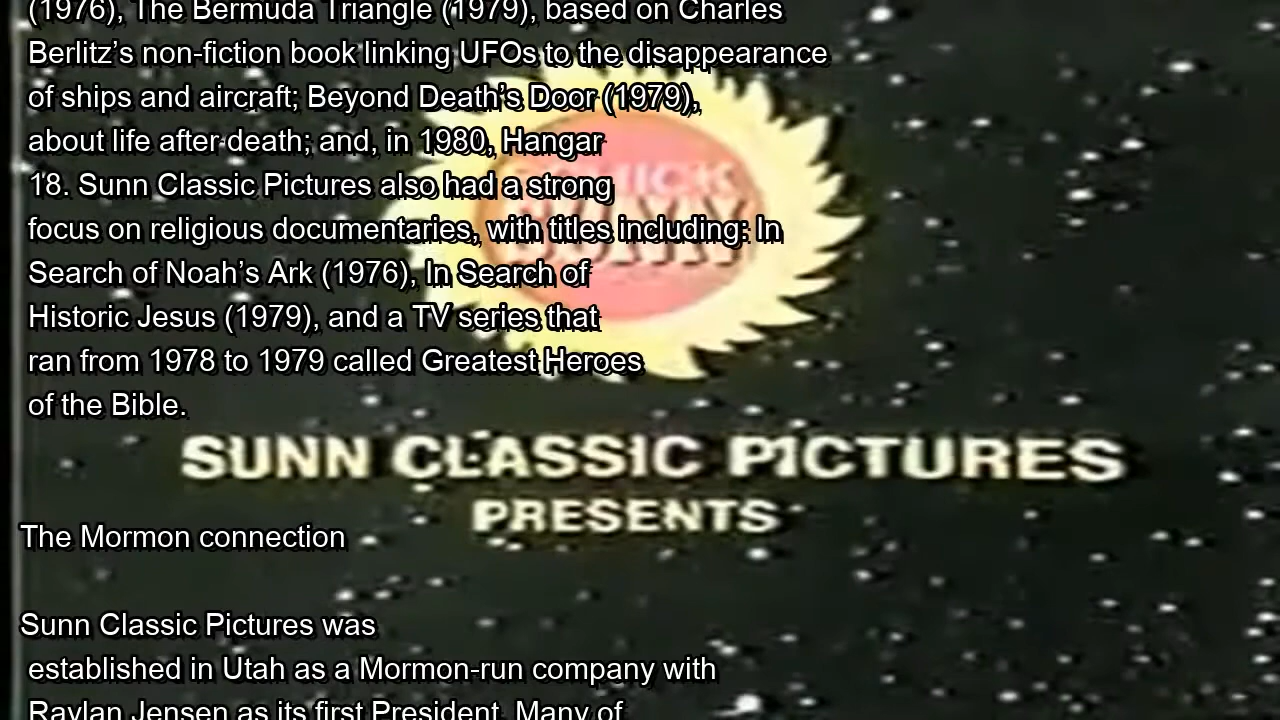 (1976), The Bermuda Triangle (1979), based on Charles
Berlitz’s non-fiction book linking UFOs to the disappearance
of ships and aircraft; Beyond Death’s Door (1979),
about life after death; and, in 1980, Hangar
18. Sunn Classic Pictures also had a strong
focus on religious documentaries, with titles including: In
Search of Noah’s Ark (1976), In Search of
Historic Jesus (1979), and a TV series that
ran from 1978 to 1979 called Greatest Heroes
of the Bible.
SUNN CLASSIC PICTURES
PRESENTS
The Mormon connection
Sunn Classic Pictures was
established in Utah as a Mormon-run company with
Raylan Jensen as its first President. Many of